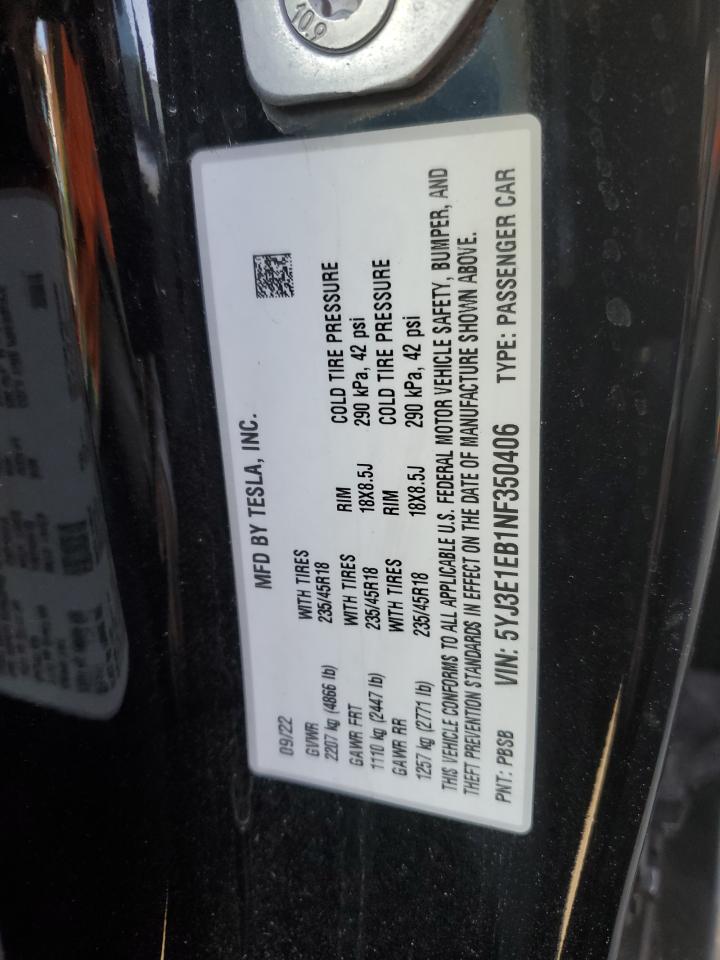 10.9
MFD BY TESLA, INC.
09/22
GVWR WITH TIRES
2207 kg (4866 lb) 235/45R18
GAWR FRT WITH TIRES RIM COLD TIRE PRESSURE
1110 kg (2447 lb) 235/45R18 18X8.5J 290 kPa, 42 psi
GAWR RR WITH TIRES RIM COLD TIRE PRESSURE
1257 kg (2771 lb) 235/45R18 18X8.5J 290 kPa, 42 psi
THIS VEHICLE CONFORMS TO ALL APPLICABLE U.S. FEDERAL MOTOR VEHICLE SAFETY, BUMPER, AND
THEFT PREVENTION STANDARDS IN EFFECT ON THE DATE OF MANUFACTURE SHOWN ABOVE.
PNT: PBSB VIN: 5YJ3E1EB1NF350406 TYPE: PASSENGER CAR